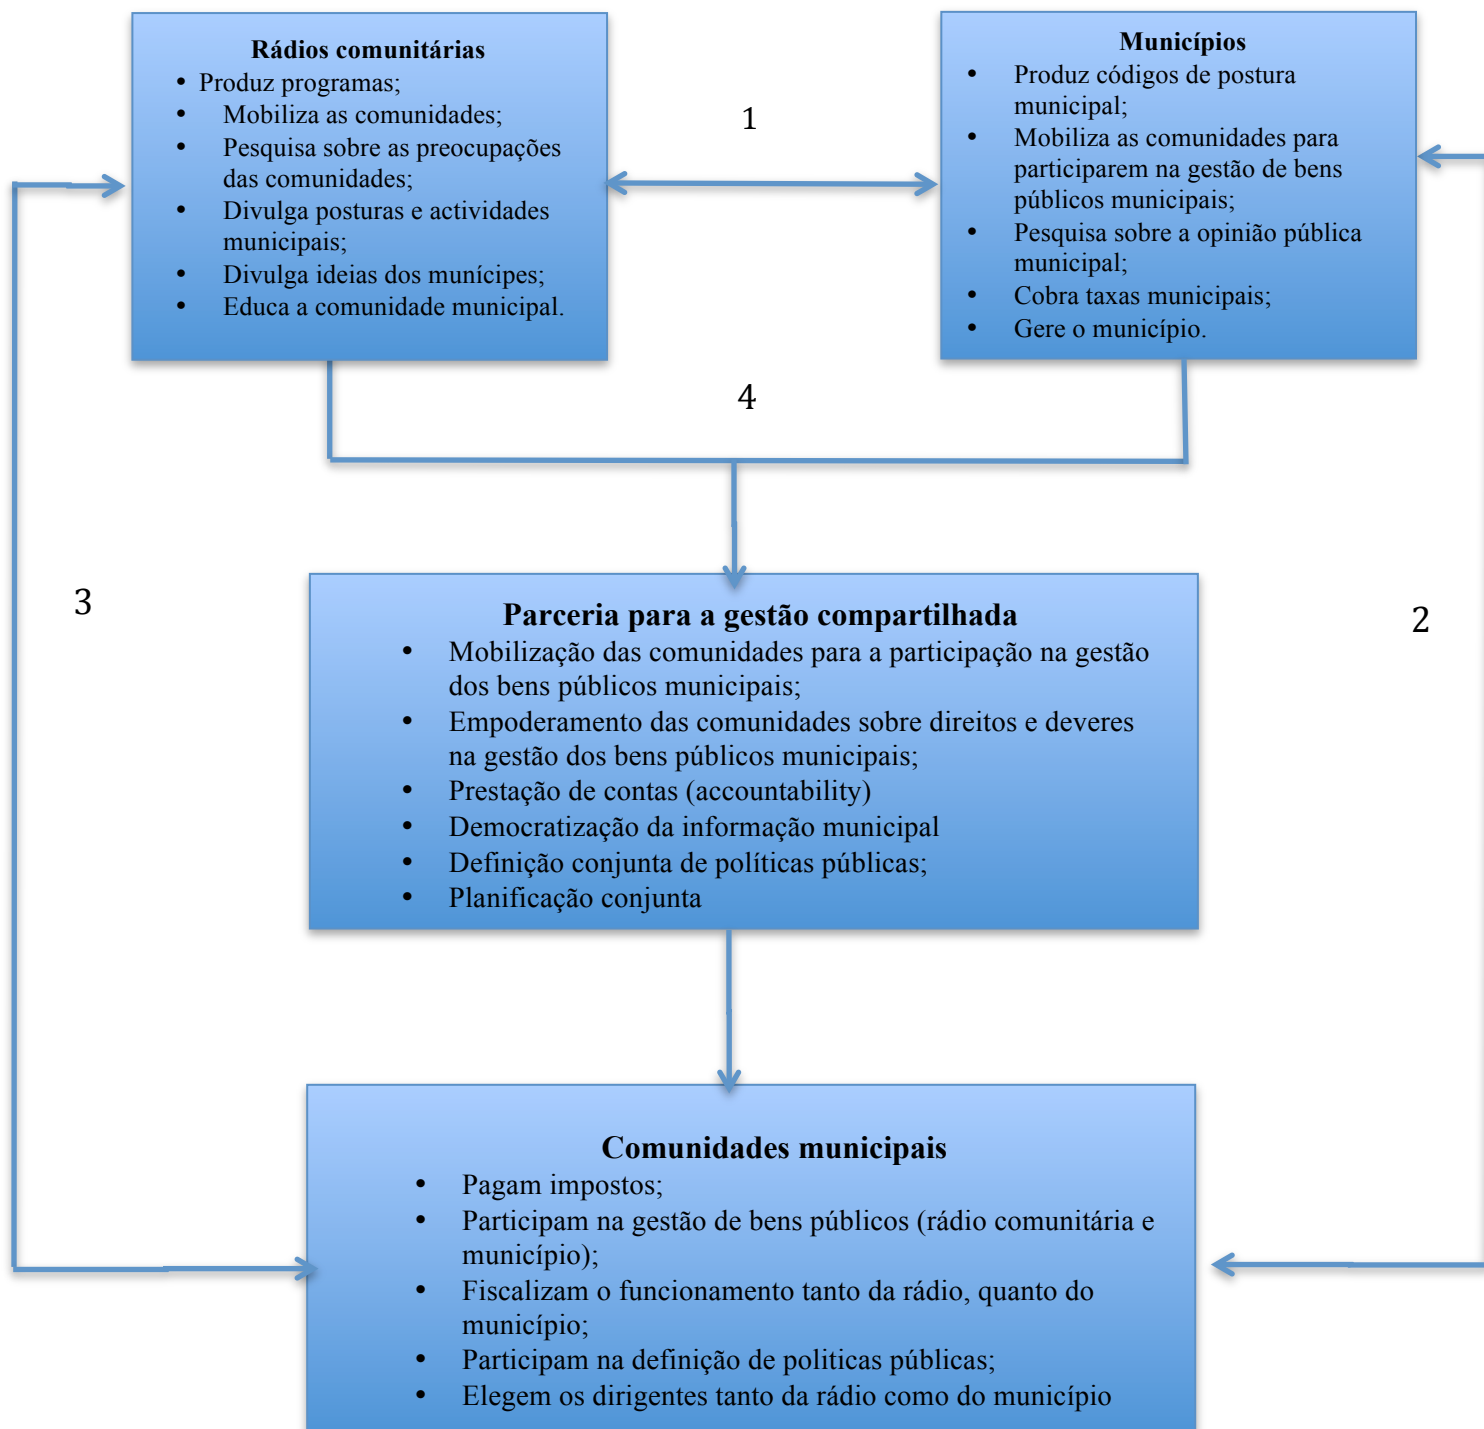 Rádios comunitárias
• Produz programas;
• Mobiliza as comunidades;
• Pesquisa sobre as preocupações
das comunidades;
• Divulga posturas e actividades
municipais;
• Divulga ideias dos munícipes;
• Educa a comunidade municipal.
1
Municípios
• Produz códigos de postura
municipal;
• Mobiliza as comunidades para
participarem na gestão de bens
públicos municipais;
• Pesquisa sobre a opinião pública
municipal;
• Cobra taxas municipais;
• Gere o município.
4
3
2
Parceria para a gestão compartilhada
• Mobilização das comunidades para a participação na gestão
dos bens públicos municipais;
• Empoderamento das comunidades sobre direitos e deveres
na gestão dos bens públicos municipais;
• Prestação de contas (accountability)
• Democratização da informação municipal
• Definição conjunta de políticas públicas;
• Planificação conjunta
Comunidades municipais
• Pagam impostos;
• Participam na gestão de bens públicos (rádio comunitária e
município);
• Fiscalizam o funcionamento tanto da rádio, quanto do
município;
• Participam na definição de politicas públicas;
• Elegem os dirigentes tanto da rádio como do município